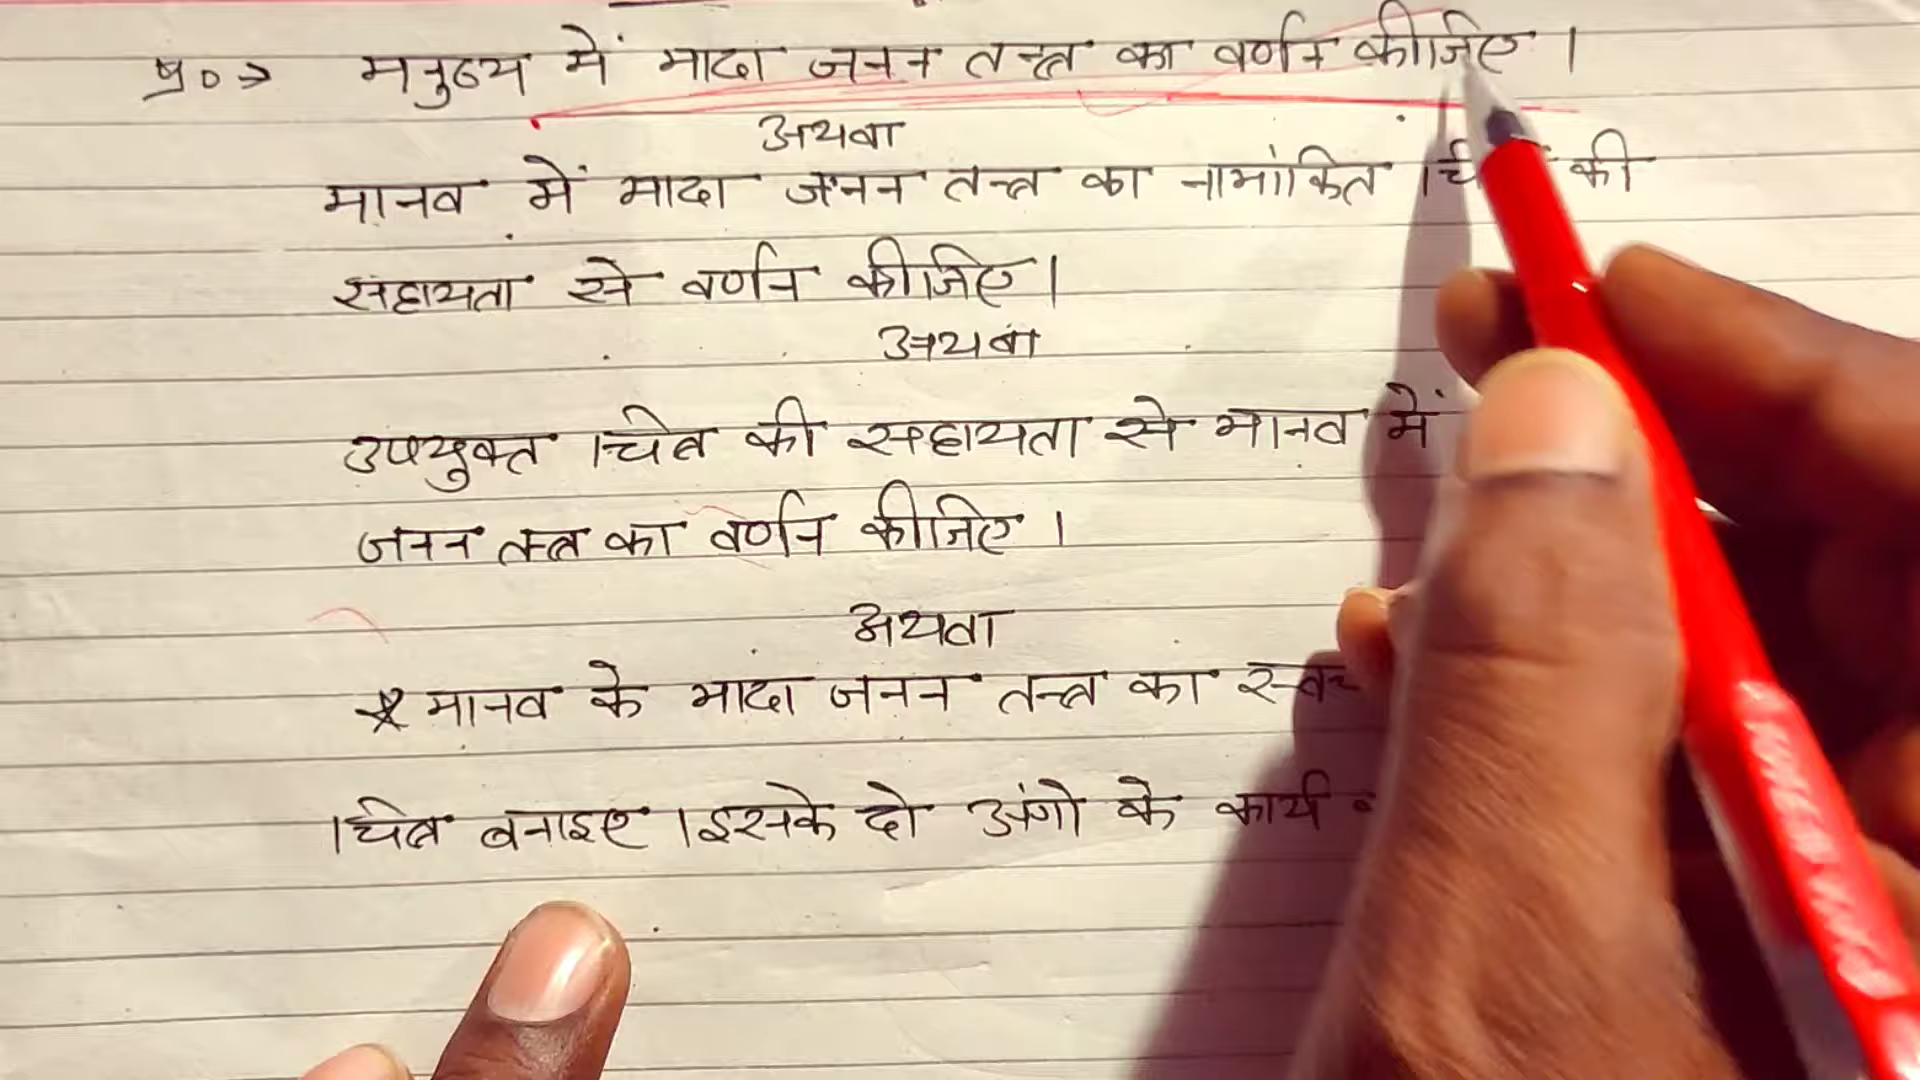 प्र० → मनुष्य में मादा जनन तन्त्र का वर्णन कीजिए ।
अथवा
मानव में मादा जनन तन्त्र का नामांकित की
सहायता से वर्णन कीजिए ।
अथवा
उपयुक्त चित्र की सहायता से मानव में
जनन तन्त्र का वर्णन कीजिए ।
अथवा
* मानव के मादा जनन तन्त्र का
चित्र बनाइए । इसके दो अंगो के कार्य